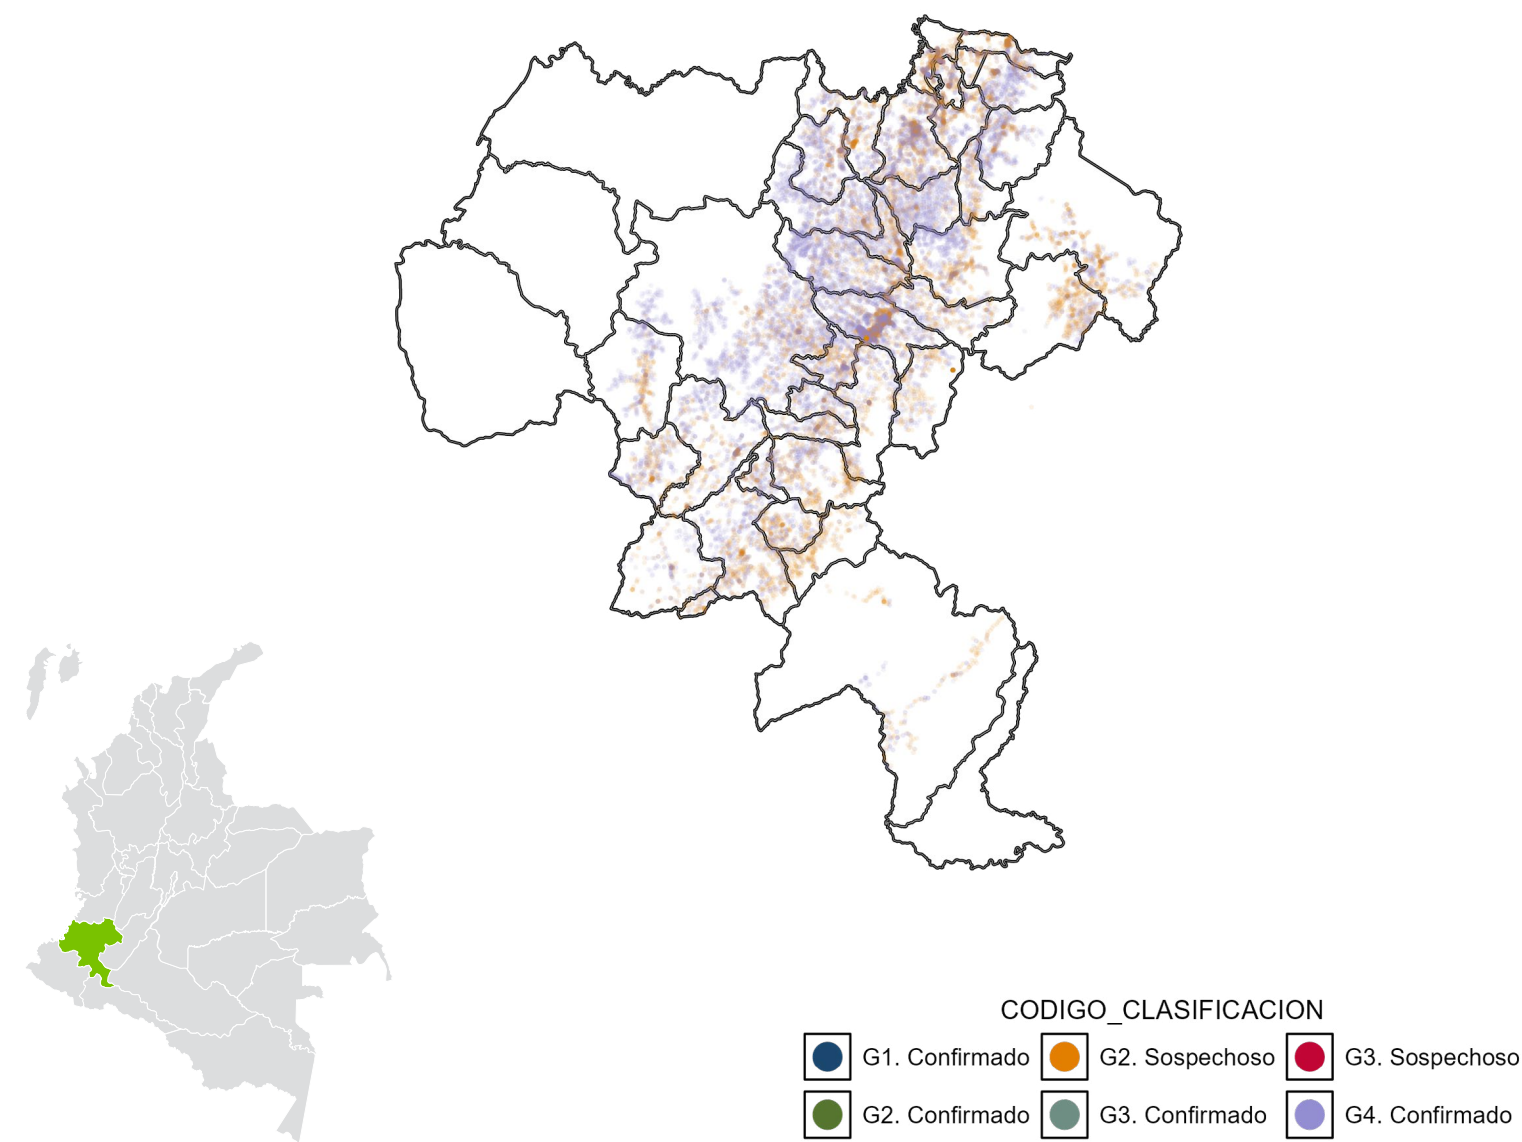 CODIGO_CLASIFICACION
G1. Confirmado G2. Sospechoso G3. Sospechoso
G2. Confirmado G3. Confirmado G4. Confirmado